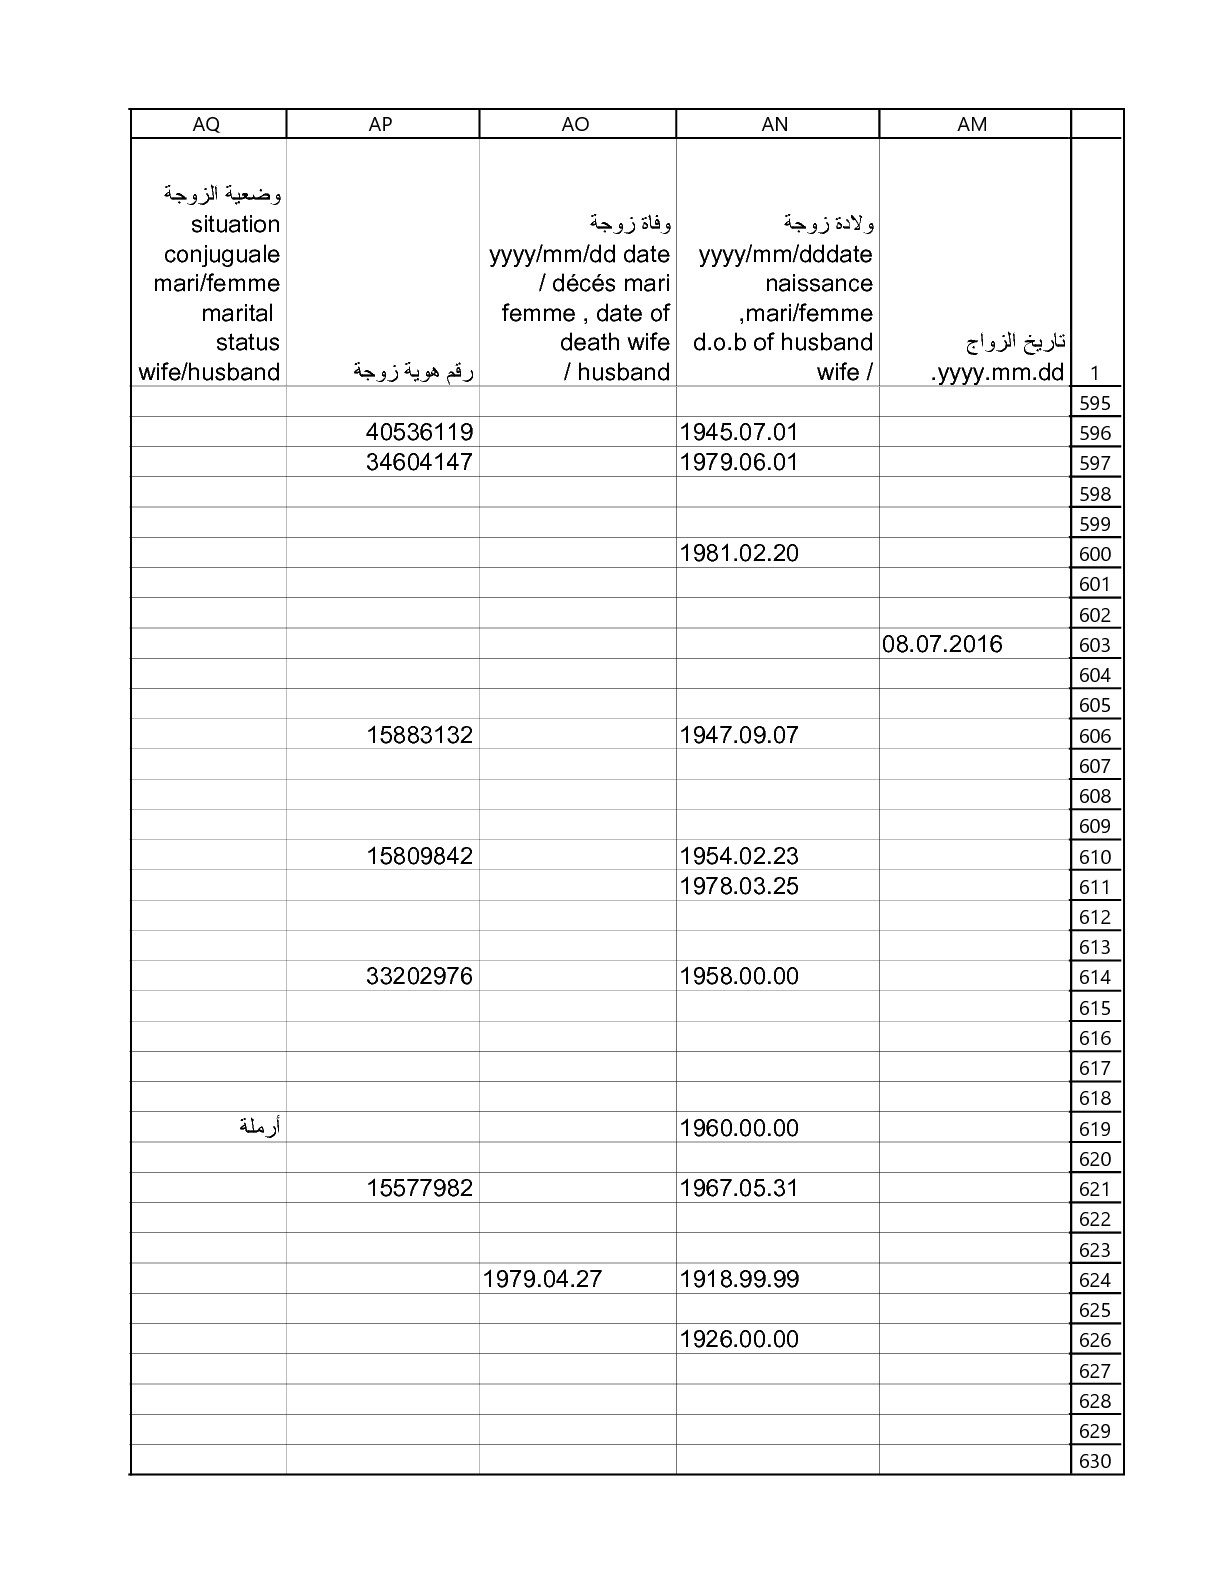 AQ AP AO AN AM
وضعية الزوجة
situation
conjuguale
mari/femme
marital
status
wife/husband
رقم هوية زوجة
وفاة زوجة
yyyy/mm/dd date
/ décés mari
femme , date of
death wife
/ husband
ولادة زوجة
yyyy/mm/dddate
naissance
,mari/femme
d.o.b of husband
wife /
تاريخ الزواج
.yyyy.mm.dd
1
595
40536119 1945.07.01 596
34604147 1979.06.01 597
598
599
1981.02.20 600
601
602
08.07.2016 603
604
605
15883132 1947.09.07 606
607
608
609
15809842 1954.02.23 610
1978.03.25 611
612
613
33202976 1958.00.00 614
615
616
617
618
أرملة 1960.00.00 619
620
15577982 1967.05.31 621
622
623
1979.04.27 1918.99.99 624
625
1926.00.00 626
627
628
629
630